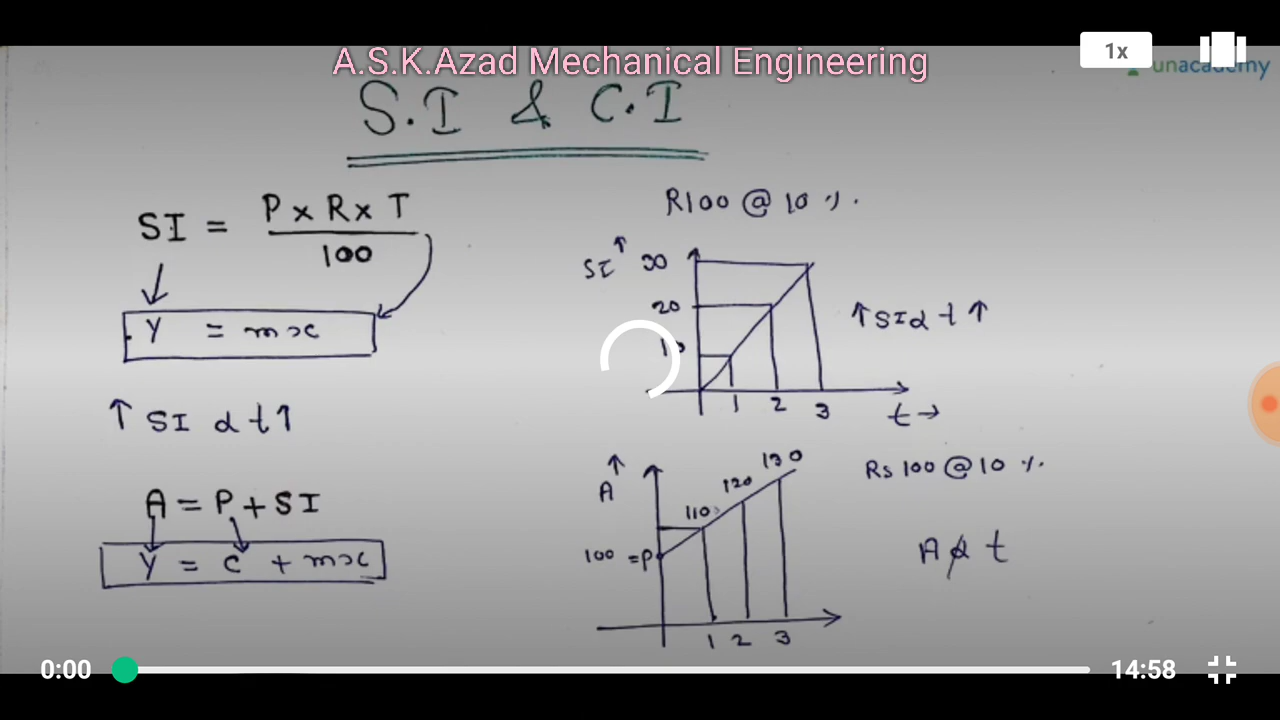 1x
A.S.K.Azad Mechanical Engineering
unacademy
S.I & C.I
SI = P x R x T
100
Y = mx
↑ SI α t ↑
A = P + SI
Y = C + mx
R100 @ 10 %.
SI ↑ 30
20
1 2 3
t →
↑ SI α t ↑
A ↑
130
120
110
100 = P
1 2 3
Rs 100 @ 10 %.
A α̸ t
0:00
14:58